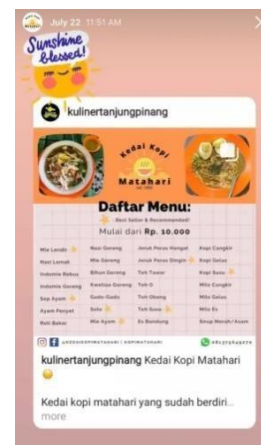 July 22 11:51 AM
Sunshine
Blessed!
kulinertanjungpinang
Kedai Kopi
Matahari
Daftar Menu:
Best Seller & Recommended!
Mulai dari Rp. 10.000
Mie Lendir
Nasi Lemak
Indomie Rebus
Indomie Goreng
Sop Ayam
Ayam Penyet
Roti Bakar
Nasi Goreng
Mie Goreng
Bihun Goreng
Kwetiau Goreng
Gado-Gado
Soto
Mie Ayam
Jeruk Peras Hangat
Jeruk Peras Dingin
Teh Tawar
Teh O
Teh Obeng
Teh Susu
Es Bandung
Kopi Cangkir
Kopi Gelas
Kopi Susu
Milo Cangkir
Milo Gelas
Milo Es
Sirup Merah/Asam
kulinertanjungpinang Kedai Kopi Matahari
Kedai kopi matahari yang sudah berdiri...
more